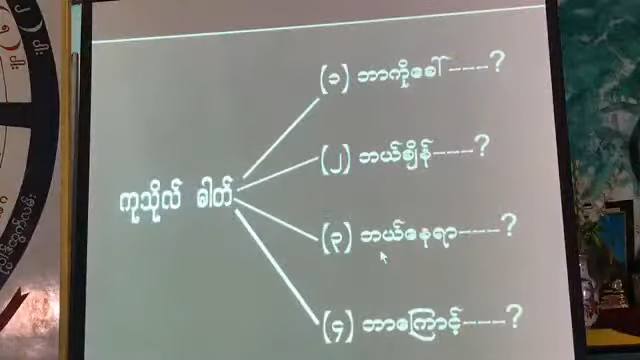 (၁) ဘာကိုခေါ်----?
(၂) ဘယ်ချိန်----?
ကုသိုလ် ဓါတ်
(၃) ဘယ်နေရာ----?
(၄) ဘာကြောင့်----?